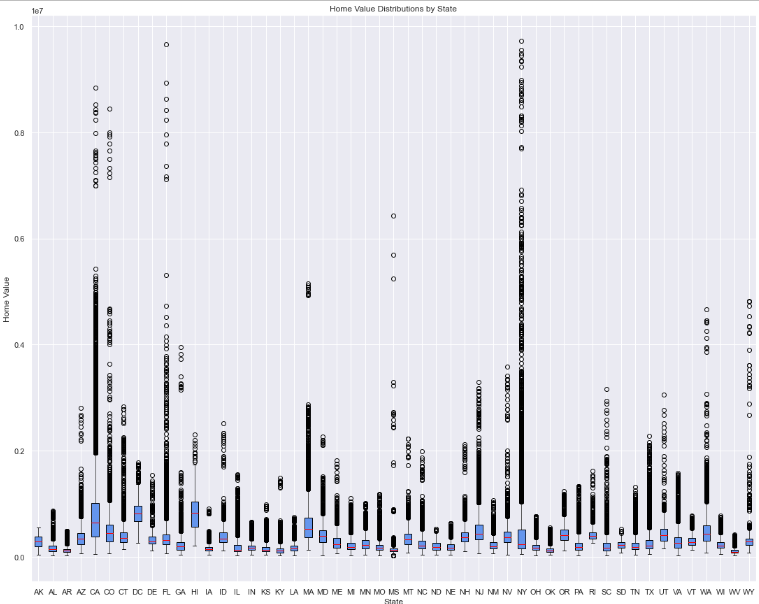 Home Value Distributions by State
1e7
1.0
0.8
0.6
0.4
0.2
0.0
Home Value
AK AL AR AZ CA CO CT DC DE FL GA HI IA ID IL IN KS KY LA MA MD ME MI MN MO MS MT NC ND NE NH NJ NM NV NY OH OK OR PA RI SC SD TN TX UT VA VT WA WI WV WY
State